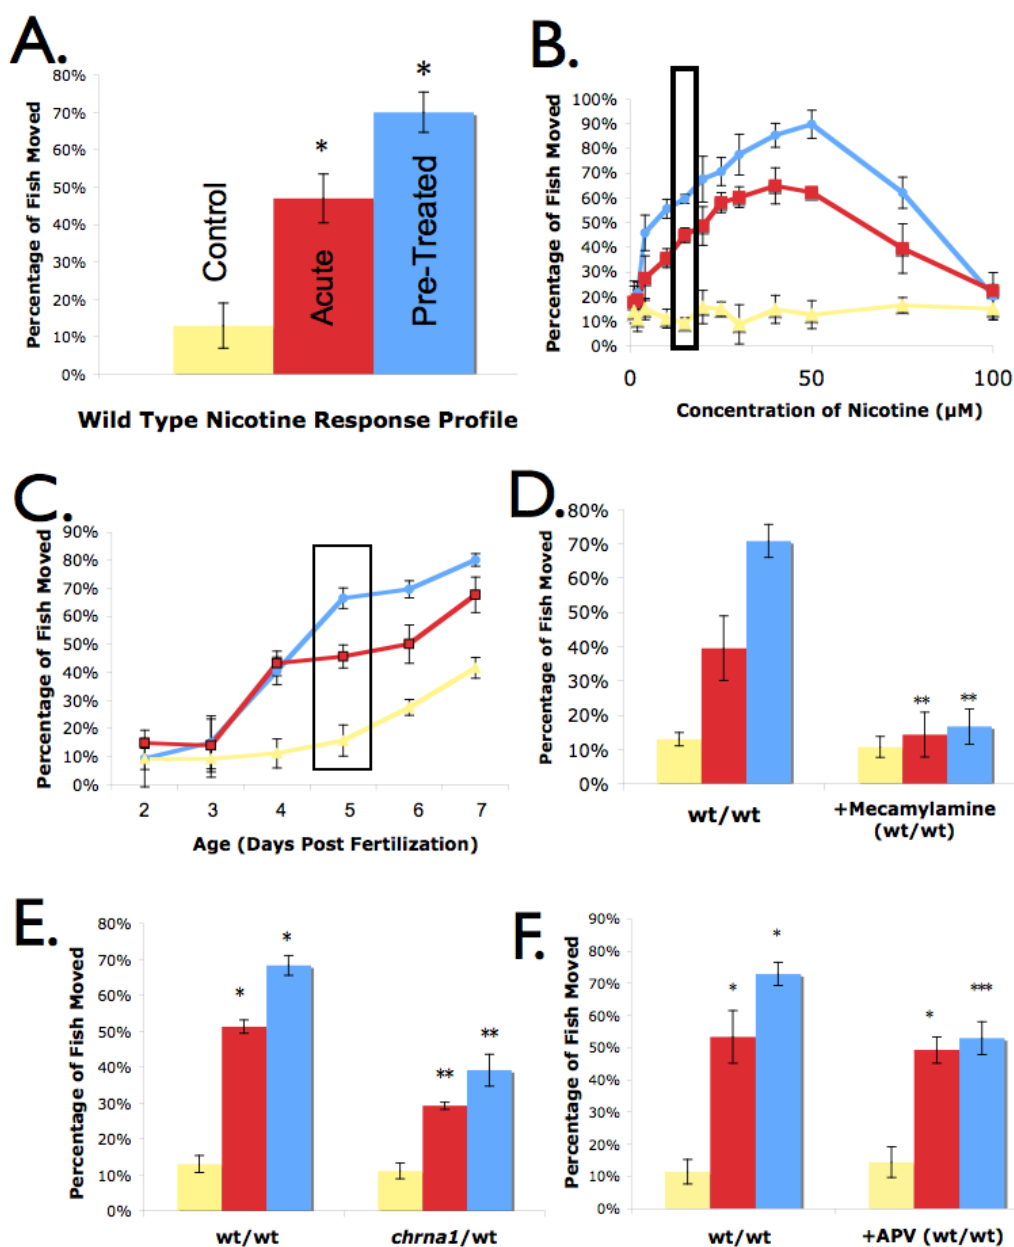 A.
Percentage of Fish Moved
80%
70%
60%
50%
40%
30%
20%
10%
0%
*
*
Control
Acute
Pre-Treated
Wild Type Nicotine Response Profile
B.
Percentage of Fish Moved
100%
90%
80%
70%
60%
50%
40%
30%
20%
10%
0%
0 50 100
Concentration of Nicotine (µM)
C.
Percentage of Fish Moved
90%
80%
70%
60%
50%
40%
30%
20%
10%
0%
2 3 4 5 6 7
Age (Days Post Fertilization)
D.
Percentage of Fish Moved
80%
70%
60%
50%
40%
30%
20%
10%
0%
** **
wt/wt
+Mecamylamine
(wt/wt)
E.
Percentage of Fish Moved
80%
70%
60%
50%
40%
30%
20%
10%
0%
* *
** **
wt/wt chrna1/wt
F.
Percentage of Fish Moved
90%
80%
70%
60%
50%
40%
30%
20%
10%
0%
* *
* ***
wt/wt +APV (wt/wt)